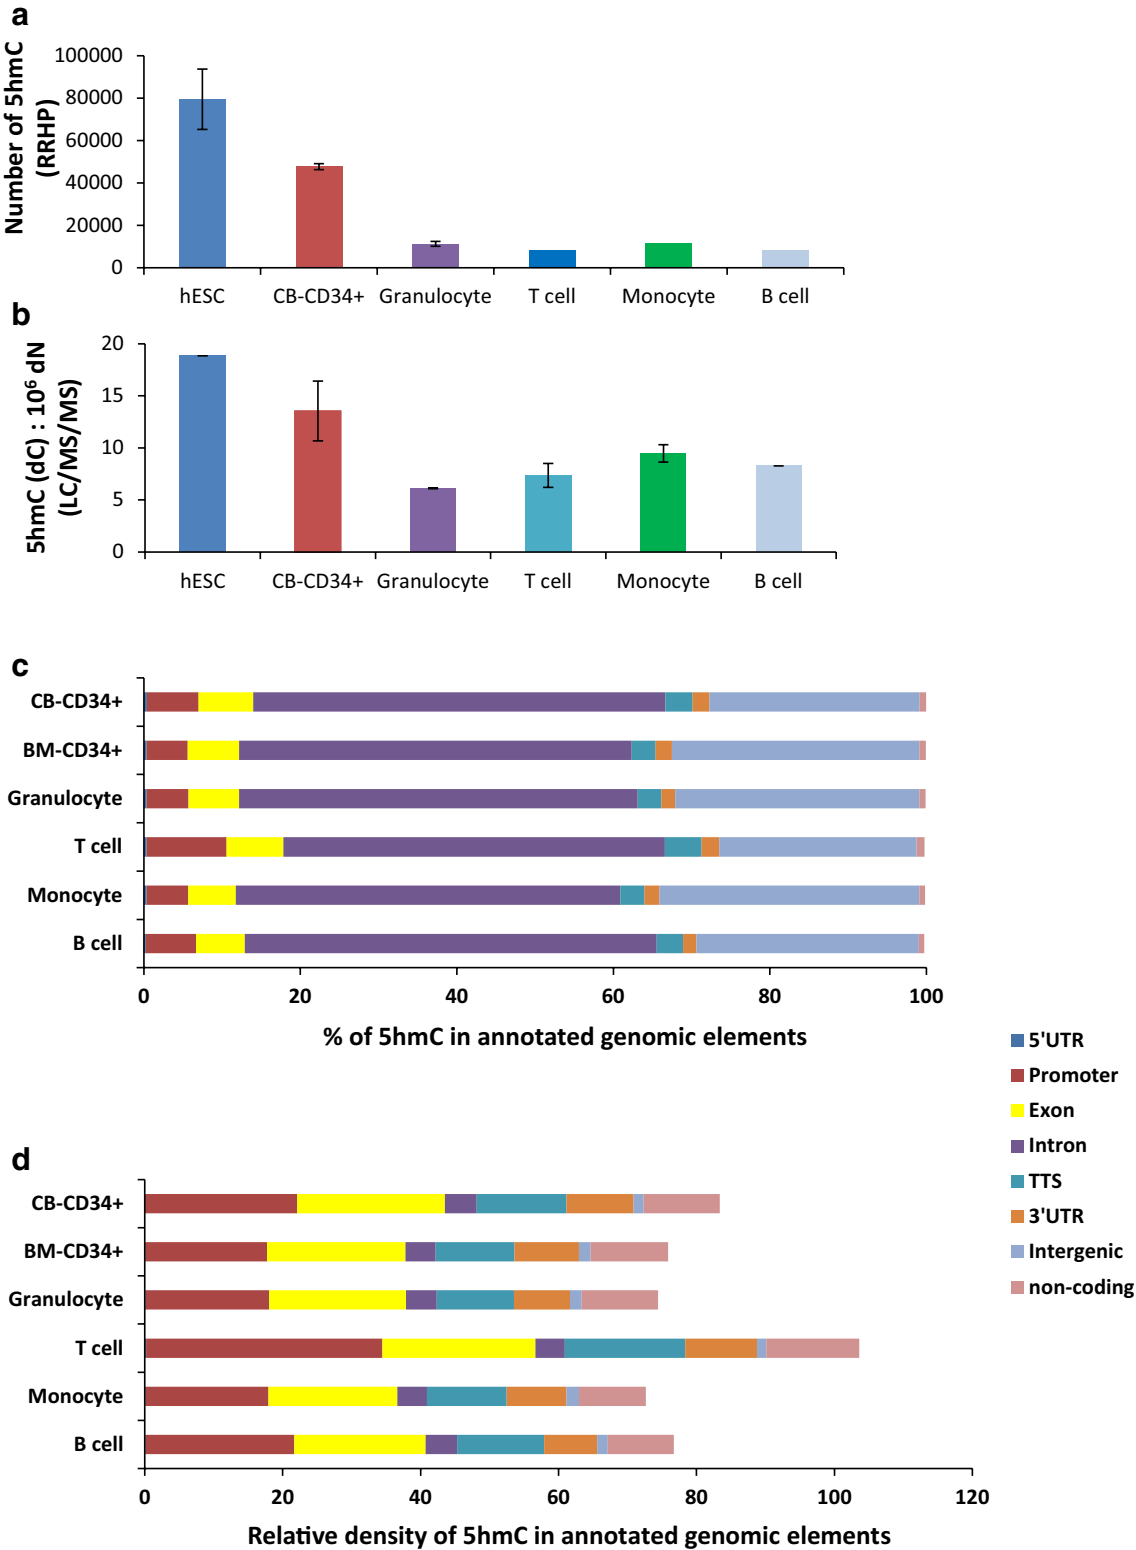 a
Number of 5hmC
(RRHP)
100000
80000
60000
40000
20000
0
hESC CB-CD34+ Granulocyte T cell Monocyte B cell
b
5hmC (dC) : 10⁶ dN
(LC/MS/MS)
20
15
10
5
0
hESC CB-CD34+ Granulocyte T cell Monocyte B cell
c
CB-CD34+
BM-CD34+
Granulocyte
T cell
Monocyte
B cell
0 20 40 60 80 100
% of 5hmC in annotated genomic elements
5'UTR
Promoter
Exon
Intron
TTS
3'UTR
Intergenic
non-coding
d
CB-CD34+
BM-CD34+
Granulocyte
T cell
Monocyte
B cell
0 20 40 60 80 100 120
Relative density of 5hmC in annotated genomic elements